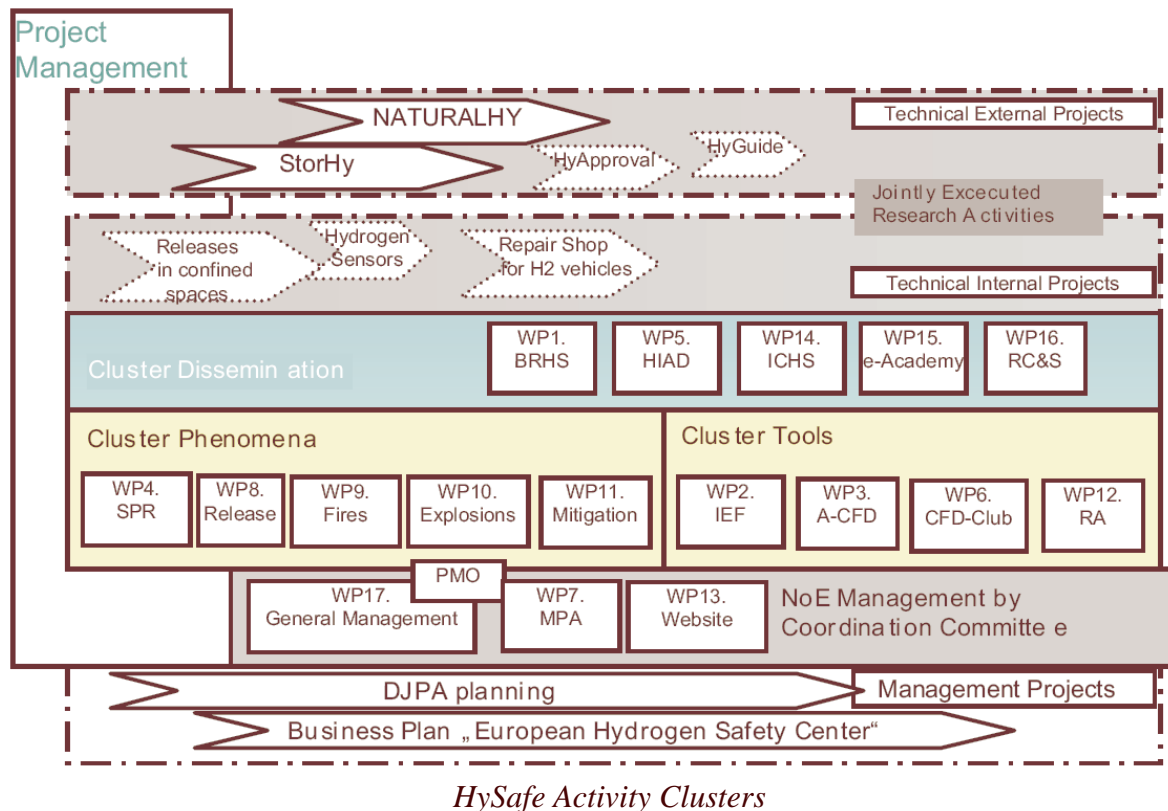 Project
Management
NATURALHY
Technical External Projects
StorHy
HyApproval
HyGuide
Jointly Excecuted
Research A ctivities
Releases
in confined
spaces
Hydrogen
Sensors
Repair Shop
for H2 vehicles
Technical Internal Projects
Cluster Dissemin ation
WP1.
BRHS
WP5.
HIAD
WP14.
ICHS
WP15.
e-Academy
WP16.
RC&S
Cluster Phenomena
WP4.
SPR
WP8.
Release
WP9.
Fires
WP10.
Explosions
WP11.
Mitigation
Cluster Tools
WP2.
IEF
WP3.
A-CFD
WP6.
CFD-Club
WP12.
RA
PMO
WP17.
General Management
WP7.
MPA
WP13.
Website
NoE Management by
Coordination Committe e
DJPA planning
Management Projects
Business Plan „European Hydrogen Safety Center“
HySafe Activity Clusters